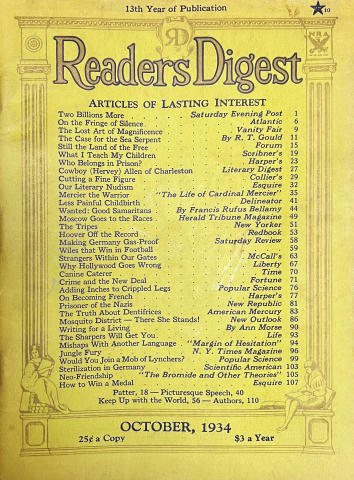 13th Year of Publication
10
RD
NRA
Readers Digest
ARTICLES OF LASTING INTEREST
Two Billions More . . . Saturday Evening Post 1
On the Fringe of Silence . . . Atlantic 6
The Lost Art of Magnificence . . . Vanity Fair 9
The Case for the Sea Serpent . . . By R. T. Gould 11
Still the Land of the Free . . . Forum 15
What I Teach My Children . . . Scribner's 19
Who Belongs in Prison? . . . Harper's 23
Cowboy (Hervey) Allen of Charleston . . . Literary Digest 27
Cutting a Fine Figure . . . Collier's 29
Our Literary Nudism . . . Esquire 32
Mercier the Warrior . . . "The Life of Cardinal Mercier" 35
Less Painful Childbirth . . . Delineator 41
Wanted: Good Samaritans . . . By Francis Rufus Bellamy 44
Moscow Goes to the Races . . . Herald Tribune Magazine 49
The Tripes . . . New Yorker 51
Hoover Off the Record . . . Redbook 53
Making Germany Gas-Proof . . . Saturday Review 58
Wiles that Win in Football . . . 59
Strangers Within Our Gates . . . McCall's 63
Why Hollywood Goes Wrong . . . Liberty 67
Canine Caterer . . . Time 70
Crime and the New Deal . . . Fortune 71
Adding Inches to Crippled Legs . . . Popular Science 76
On Becoming French . . . Harper's 77
Prisoner of the Nazis . . . New Republic 81
The Truth About Dentifrices . . . American Mercury 83
Mosquito District — There She Stands! . . . New Outlook 86
Writing for a Living . . . By Ann Morse 90
The Sharpers Will Get You . . . Life 93
Mishaps With Another Language . . . "Margin of Hesitation" 94
Jungle Fury . . . N. Y. Times Magazine 96
Would You Join a Mob of Lynchers? . . . Popular Science 99
Sterilization in Germany . . . Scientific American 103
Neo-Friendship . . . "The Bromide and Other Theories" 105
How to Win a Medal . . . Esquire 107
Patter, 18 — Picturesque Speech, 40
Keep Up with the World, 56 — Authors, 110
OCTOBER, 1934
25¢ a Copy $3 a Year